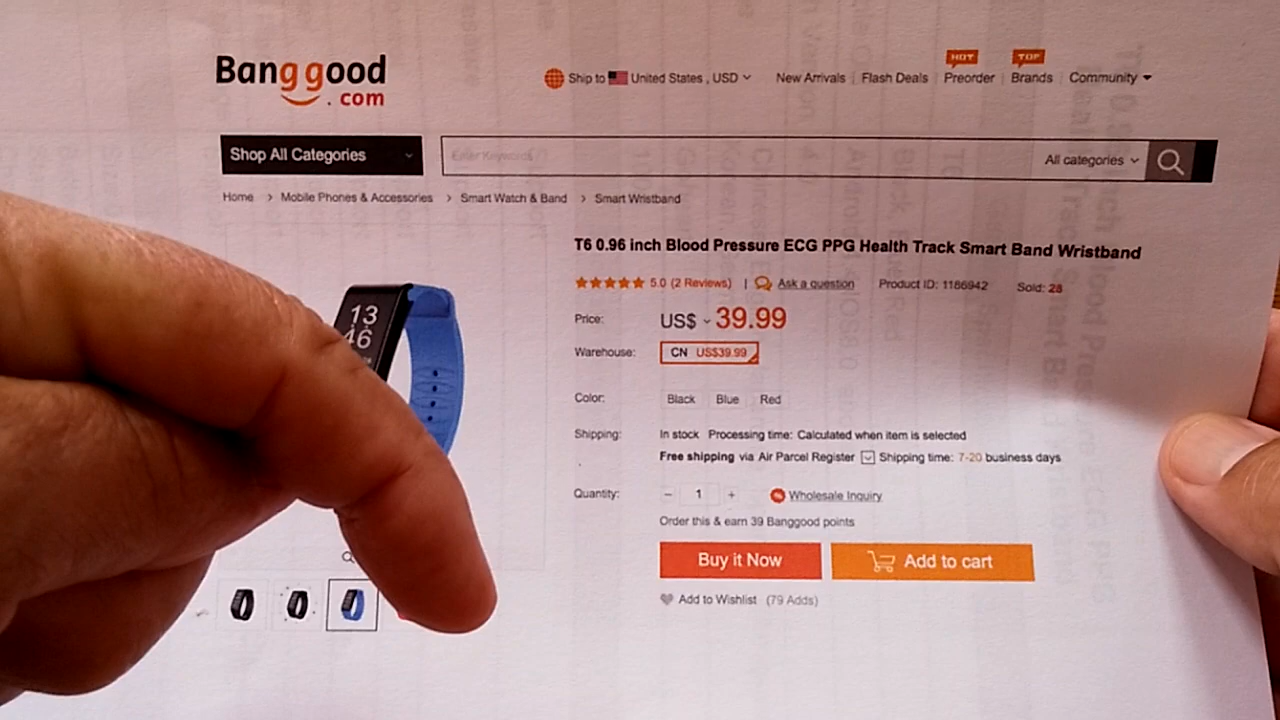 Banggood
.com
Ship to United States , USD
New Arrivals
Flash Deals
HOT
Preorder
TOP
Brands
Community
Shop All Categories
Enter Keywords
All categories
Home > Mobile Phones & Accessories > Smart Watch & Band > Smart Wristband
T6 0.96 inch Blood Pressure ECG PPG Health Track Smart Band Wristband
5.0 (2 Reviews) | Ask a question Product ID: 1186942 Sold: 28
Price: US$ 39.99
Warehouse: CN US$39.99
Color: Black Blue Red
Shipping: In stock Processing time: Calculated when item is selected
Free shipping via Air Parcel Register Shipping time: 7-20 business days
Quantity: − 1 + Wholesale Inquiry
Order this & earn 39 Banggood points
Buy it Now
Add to cart
Add to Wishlist (79 Adds)
13
46